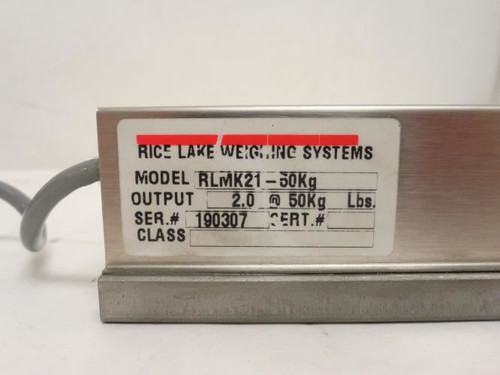 RICE LAKE WEIGHING SYSTEMS
MODEL RLMK21-50Kg
OUTPUT 2.0 @ 50Kg Lbs.
SER.# 190307 CERT.#
CLASS